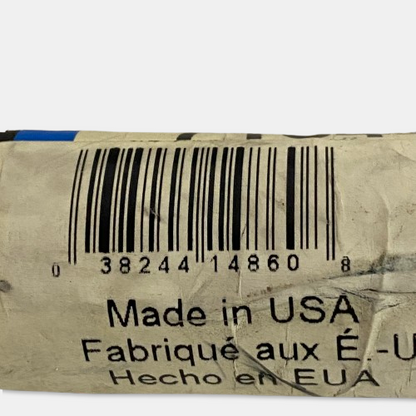 0 38244 14860 8
Made in USA
Fabriqué aux É.-U
Hecho en EUA